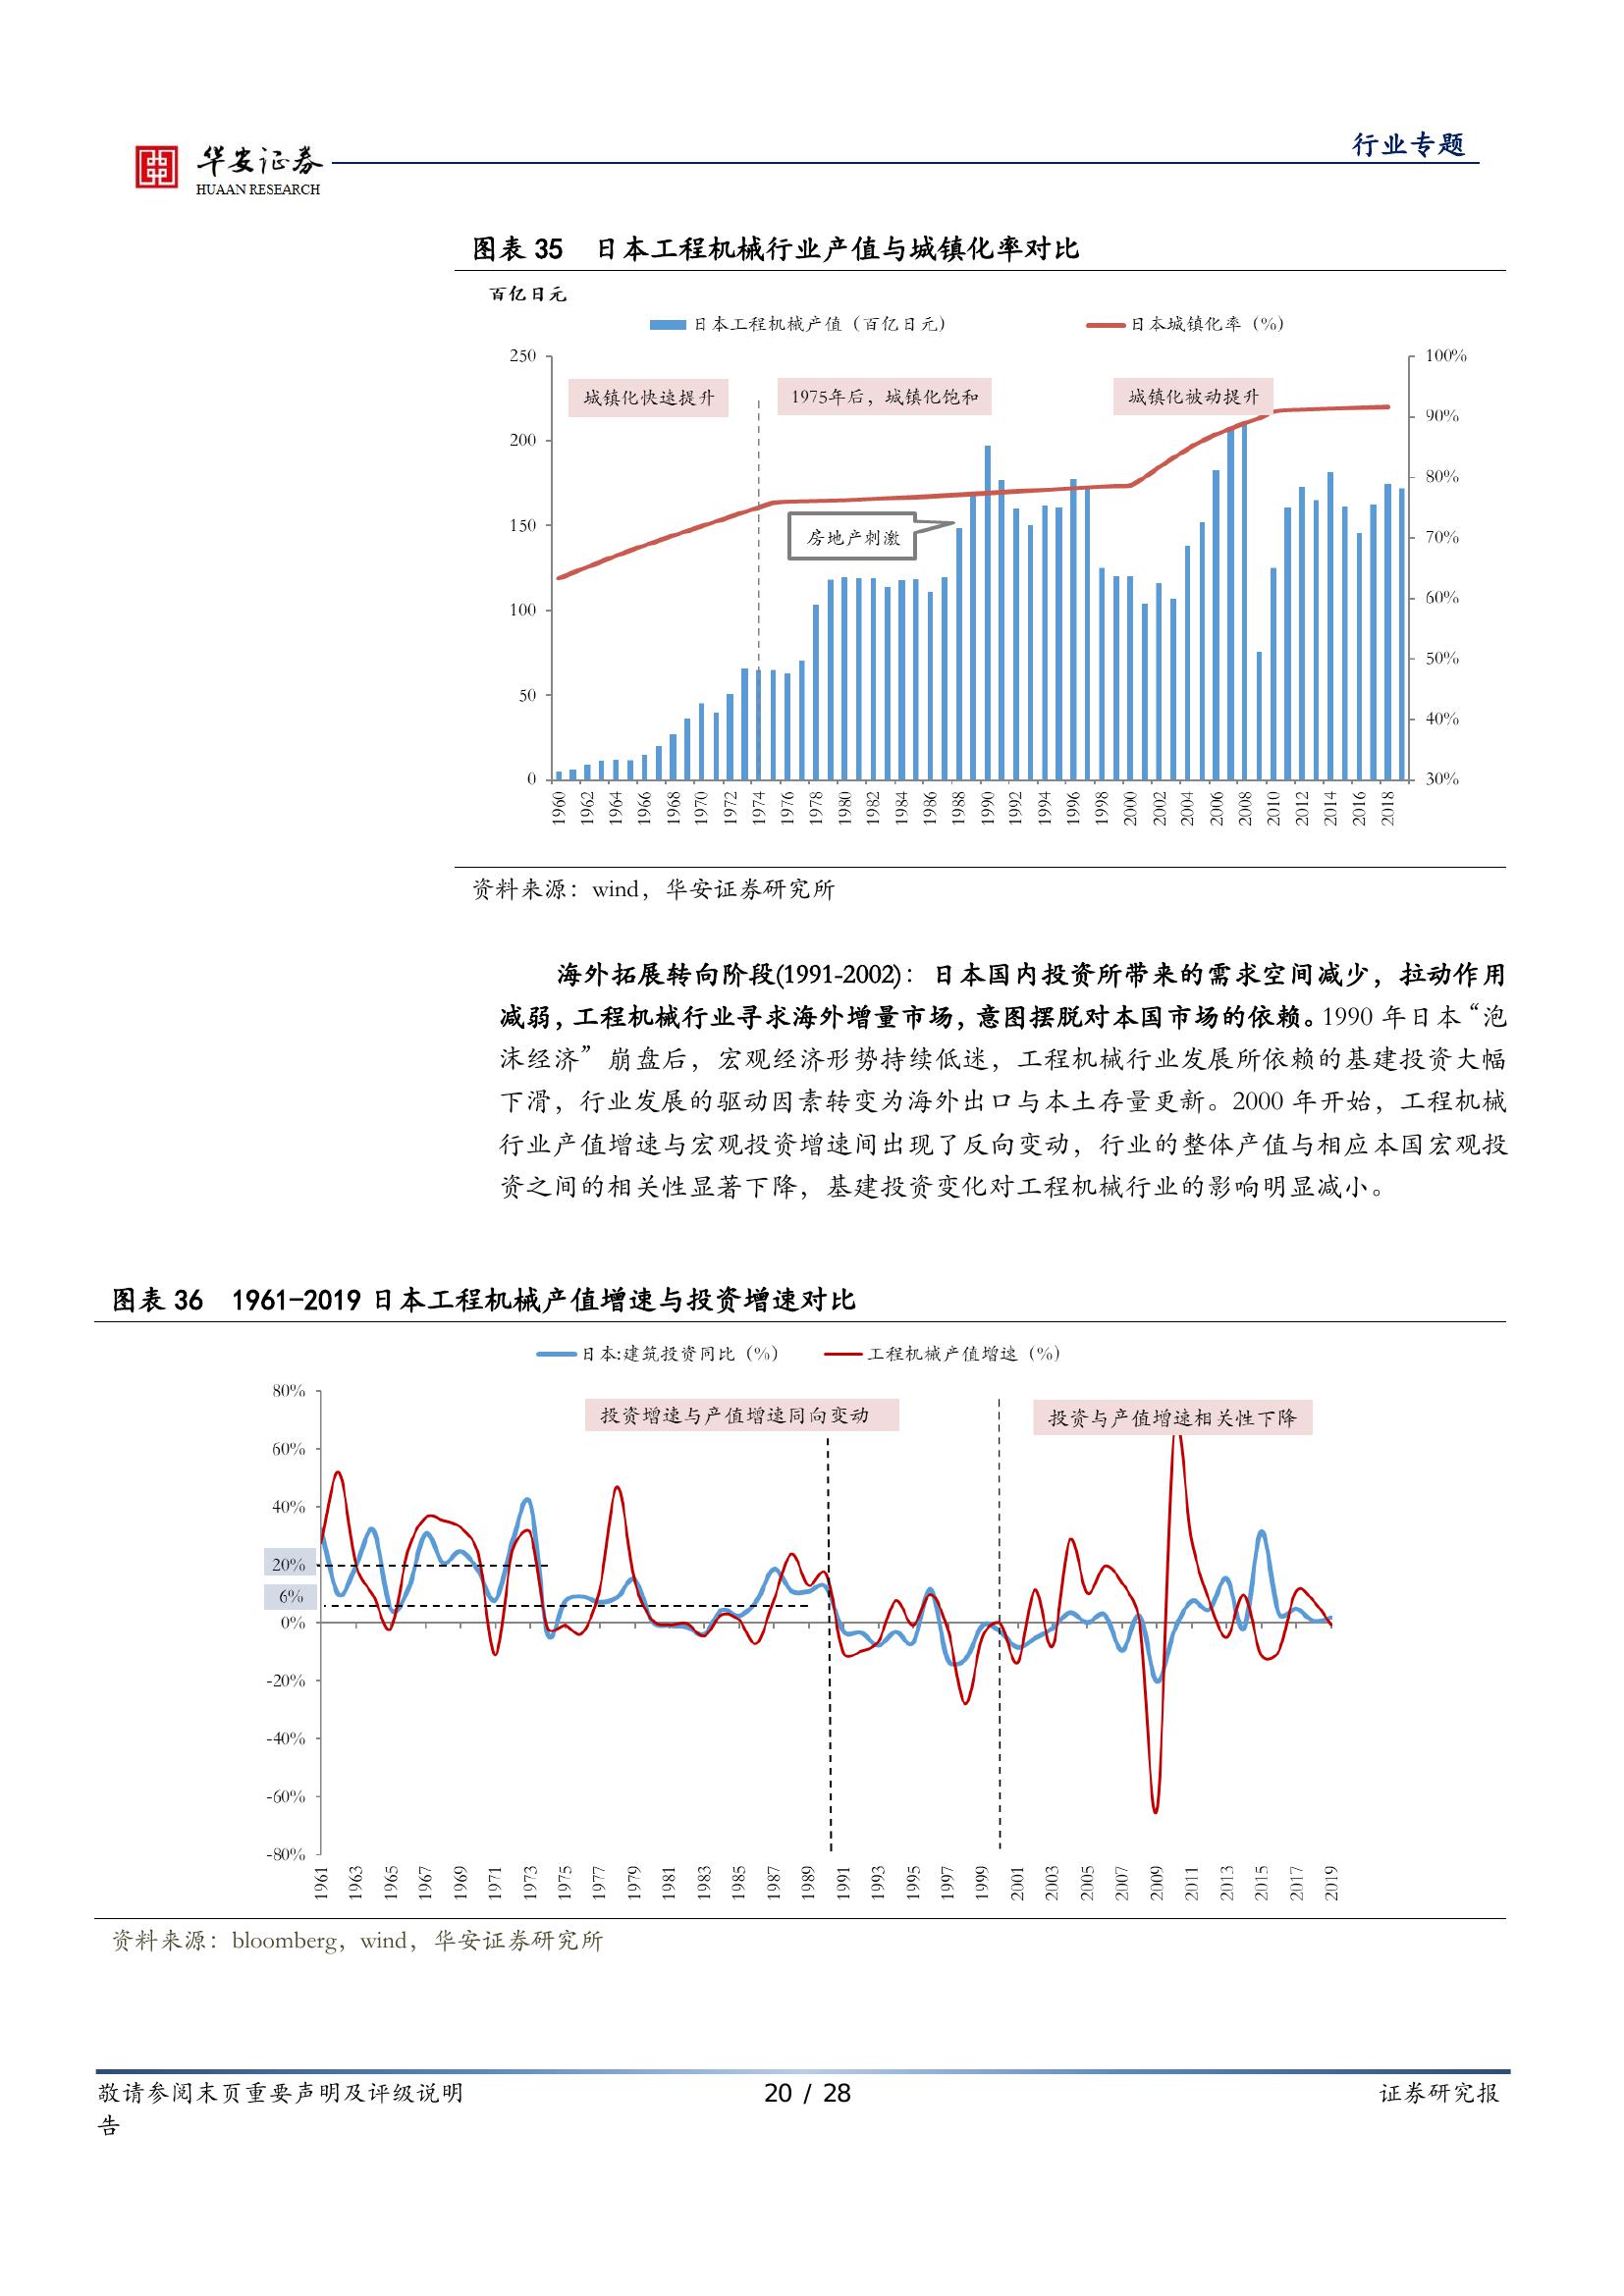 华安证券
HUAAN RESEARCH
行业专题
图表 35 日本工程机械行业产值与城镇化率对比
百亿日元
日本工程机械产值（百亿日元）
日本城镇化率（%）
250
200
150
100
50
0
100%
90%
80%
70%
60%
50%
40%
30%
城镇化快速提升
1975年后，城镇化饱和
城镇化被动提升
房地产刺激
1960 1962 1964 1966 1968 1970 1972 1974 1976 1978 1980 1982 1984 1986 1988 1990 1992 1994 1996 1998 2000 2002 2004 2006 2008 2010 2012 2014 2016 2018
资料来源：wind，华安证券研究所
海外拓展转向阶段(1991-2002)：日本国内投资所带来的需求空间减少，拉动作用
减弱，工程机械行业寻求海外增量市场，意图摆脱对本国市场的依赖。1990 年日本“泡
沫经济”崩盘后，宏观经济形势持续低迷，工程机械行业发展所依赖的基建投资大幅
下滑，行业发展的驱动因素转变为海外出口与本土存量更新。2000 年开始，工程机械
行业产值增速与宏观投资增速间出现了反向变动，行业的整体产值与相应本国宏观投
资之间的相关性显著下降，基建投资变化对工程机械行业的影响明显减小。
图表 36 1961-2019 日本工程机械产值增速与投资增速对比
日本:建筑投资同比（%）
工程机械产值增速（%）
80%
60%
40%
20%
6%
0%
-20%
-40%
-60%
-80%
投资增速与产值增速同向变动
投资与产值增速相关性下降
1961 1963 1965 1967 1969 1971 1973 1975 1977 1979 1981 1983 1985 1987 1989 1991 1993 1995 1997 1999 2001 2003 2005 2007 2009 2011 2013 2015 2017 2019
资料来源：bloomberg，wind，华安证券研究所
敬请参阅末页重要声明及评级说明
20 / 28
证券研究报
告